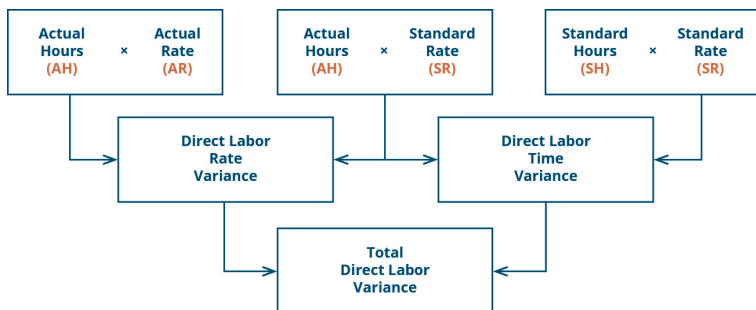 Actual
Hours
(AH)
×
Actual
Rate
(AR)
Actual
Hours
(AH)
×
Standard
Rate
(SR)
Standard
Hours
(SH)
×
Standard
Rate
(SR)
Direct Labor
Rate
Variance
Direct Labor
Time
Variance
Total
Direct Labor
Variance